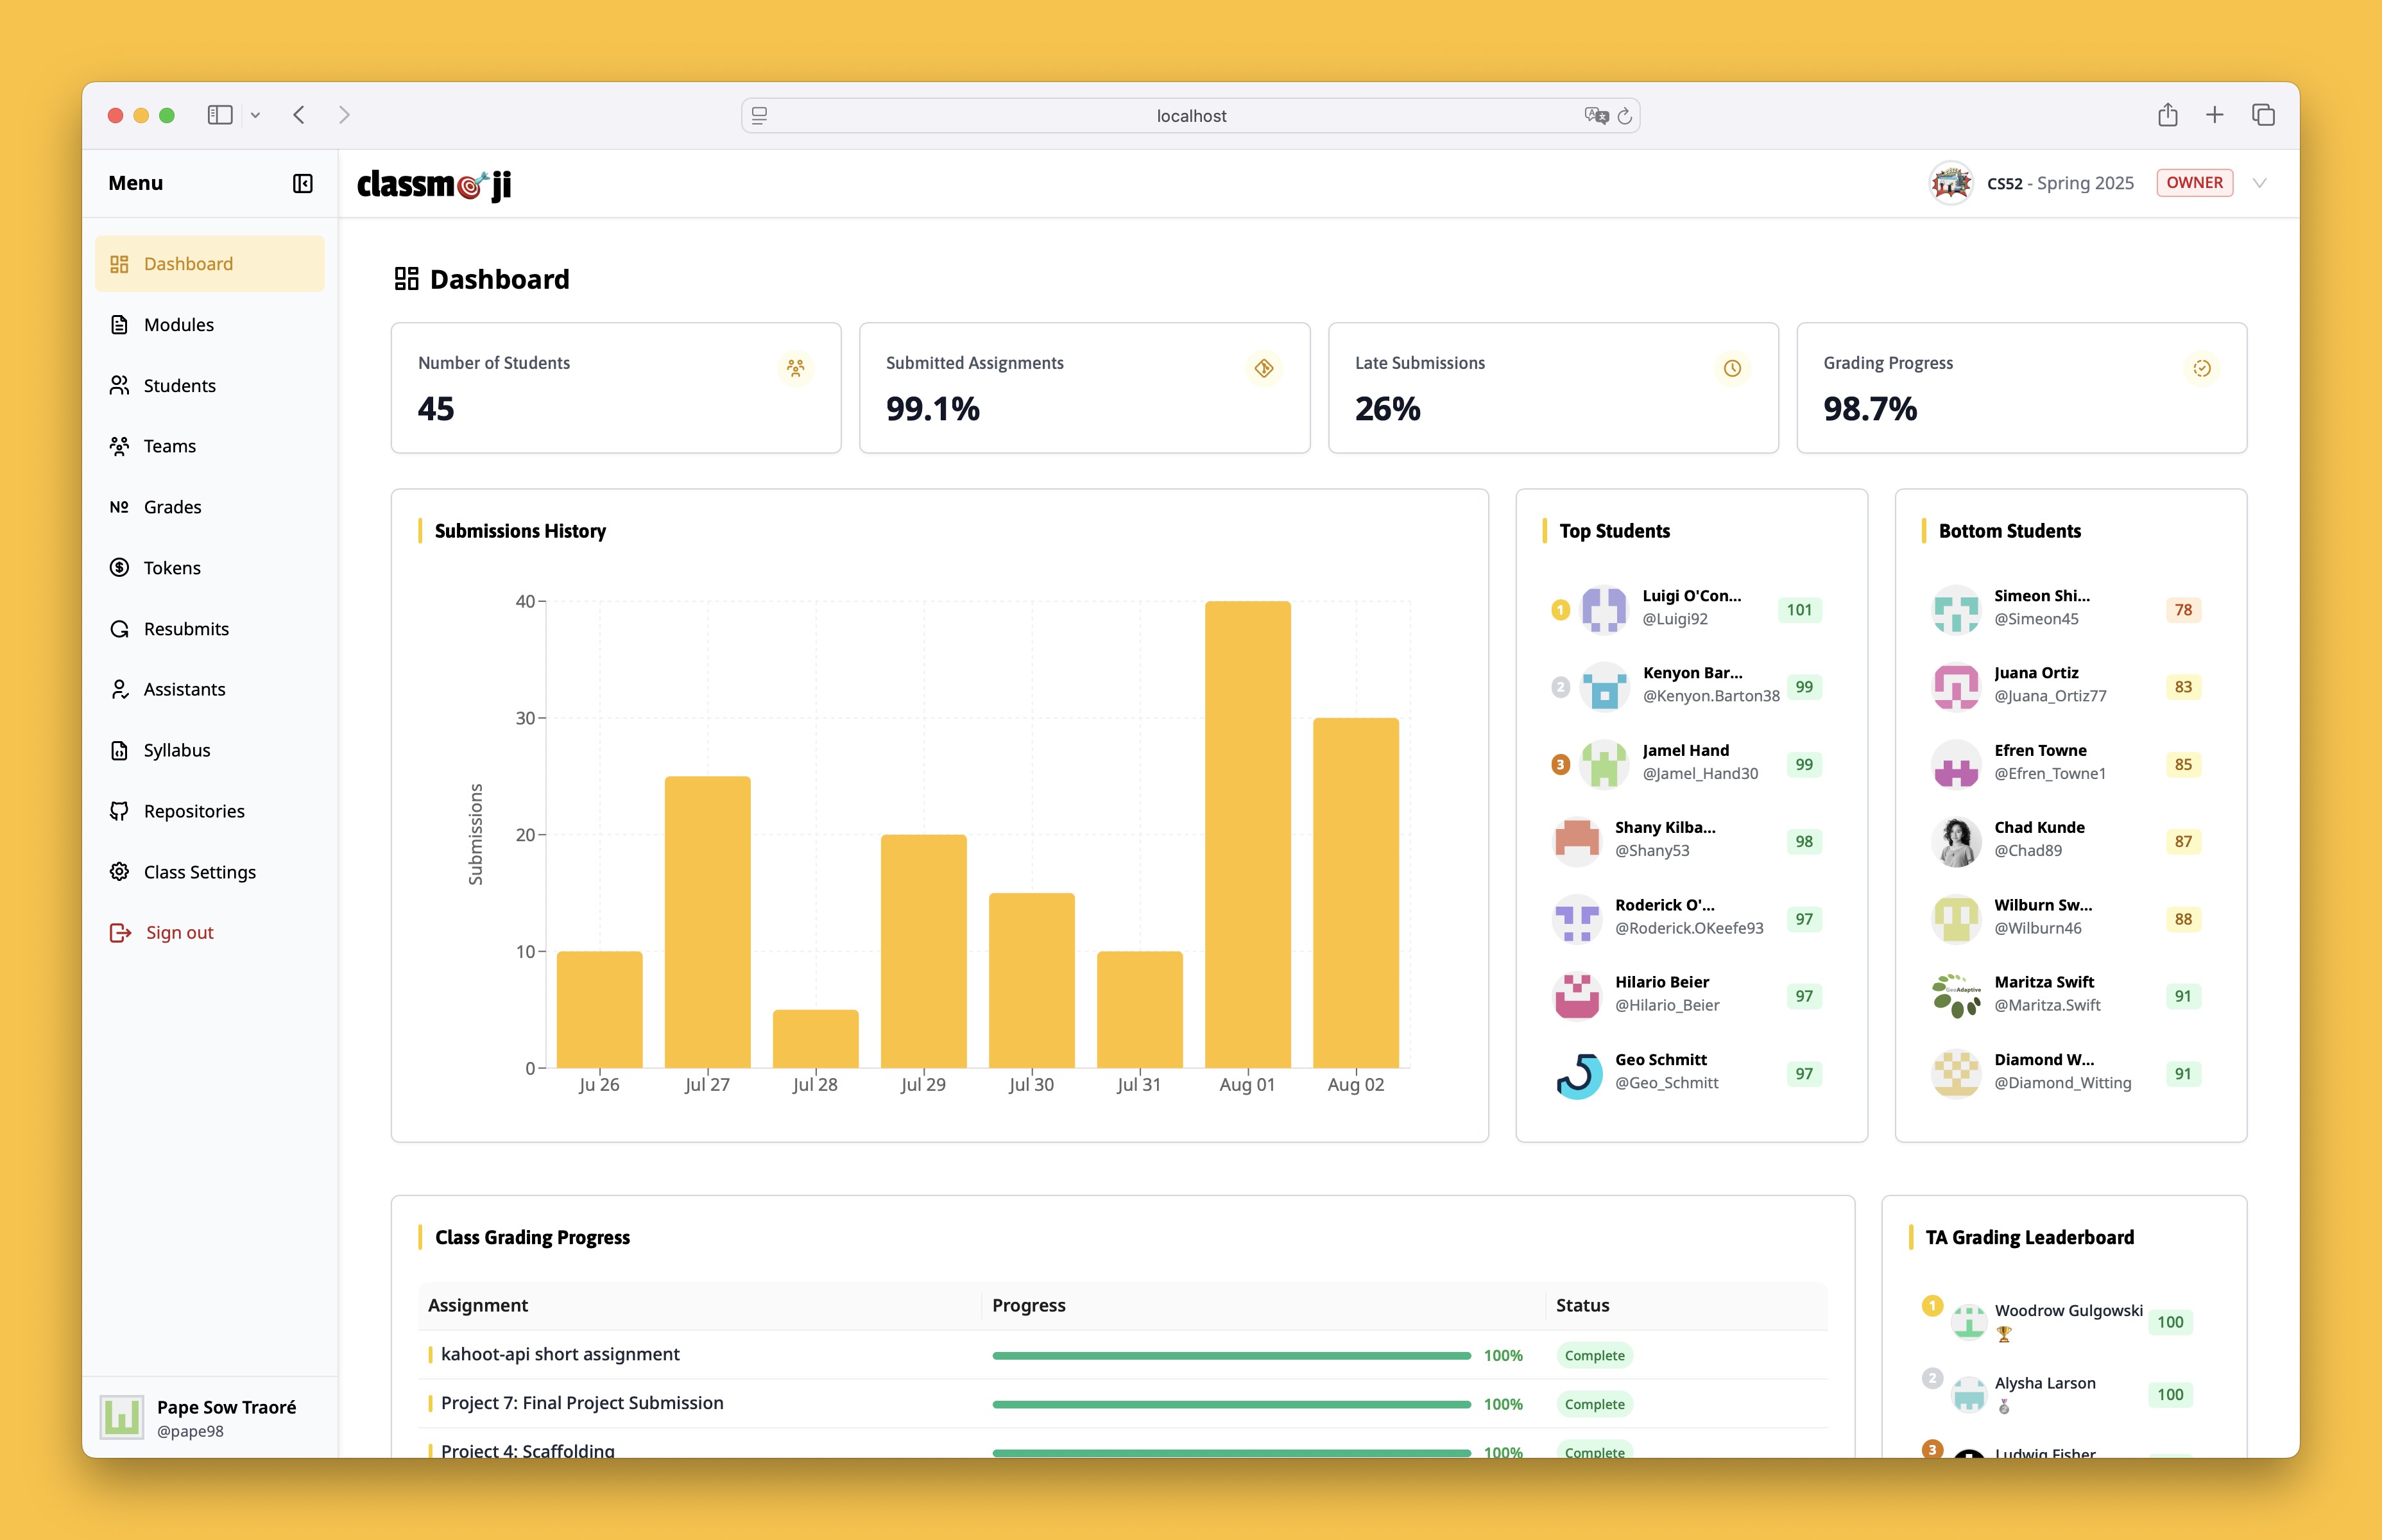 localhost
Menu
classmoji
CS52 - Spring 2025
OWNER
Dashboard
Modules
Students
Teams
Nº Grades
Tokens
Resubmits
Assistants
Syllabus
Repositories
Class Settings
Sign out
Pape Sow Traoré
@pape98
Dashboard
Number of Students
45
Submitted Assignments
99.1%
Late Submissions
26%
Grading Progress
98.7%
Submissions History
Submissions
40
30
20
10
0
Ju 26
Jul 27
Jul 28
Jul 29
Jul 30
Jul 31
Aug 01
Aug 02
Top Students
1
Luigi O'Con...
@Luigi92
101
2
Kenyon Bar...
@Kenyon.Barton38
99
3
Jamel Hand
@Jamel_Hand30
99
Shany Kilba...
@Shany53
98
Roderick O'...
@Roderick.OKeefe93
97
Hilario Beier
@Hilario_Beier
97
Geo Schmitt
@Geo_Schmitt
97
Bottom Students
Simeon Shi...
@Simeon45
78
Juana Ortiz
@Juana_Ortiz77
83
Efren Towne
@Efren_Towne1
85
Chad Kunde
@Chad89
87
Wilburn Sw...
@Wilburn46
88
GeoAdaptive
Maritza Swift
@Maritza.Swift
91
Diamond W...
@Diamond_Witting
91
Class Grading Progress
Assignment
Progress
Status
kahoot-api short assignment
100%
Complete
Project 7: Final Project Submission
100%
Complete
Project 4: Scaffolding
100%
Complete
TA Grading Leaderboard
1
Woodrow Gulgowski
100
2
Alysha Larson
100
3
Ludwig Fisher